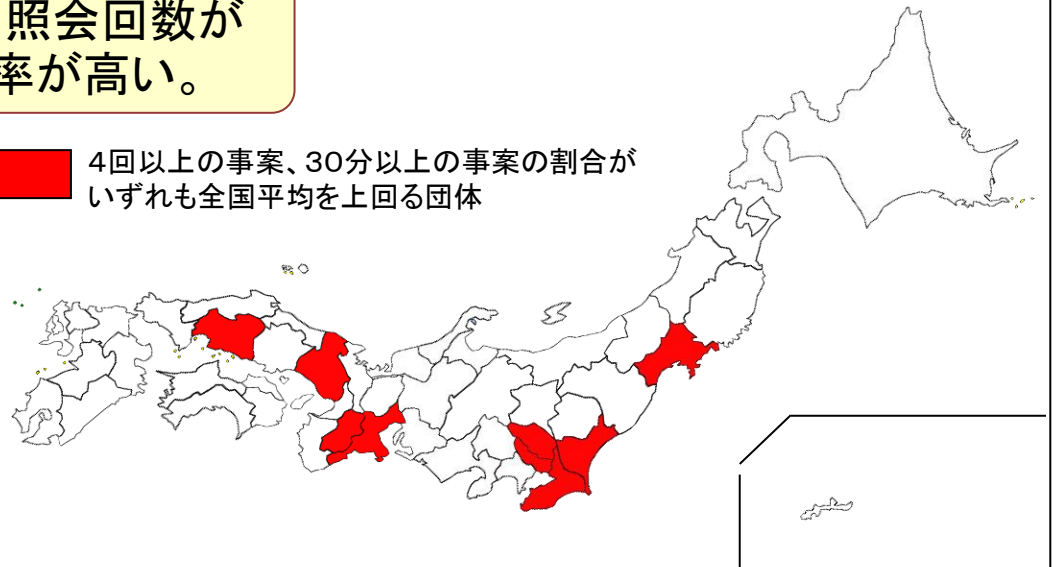 照会回数が
率が高い。
4回以上の事案、30分以上の事案の割合が
いずれも全国平均を上回る団体